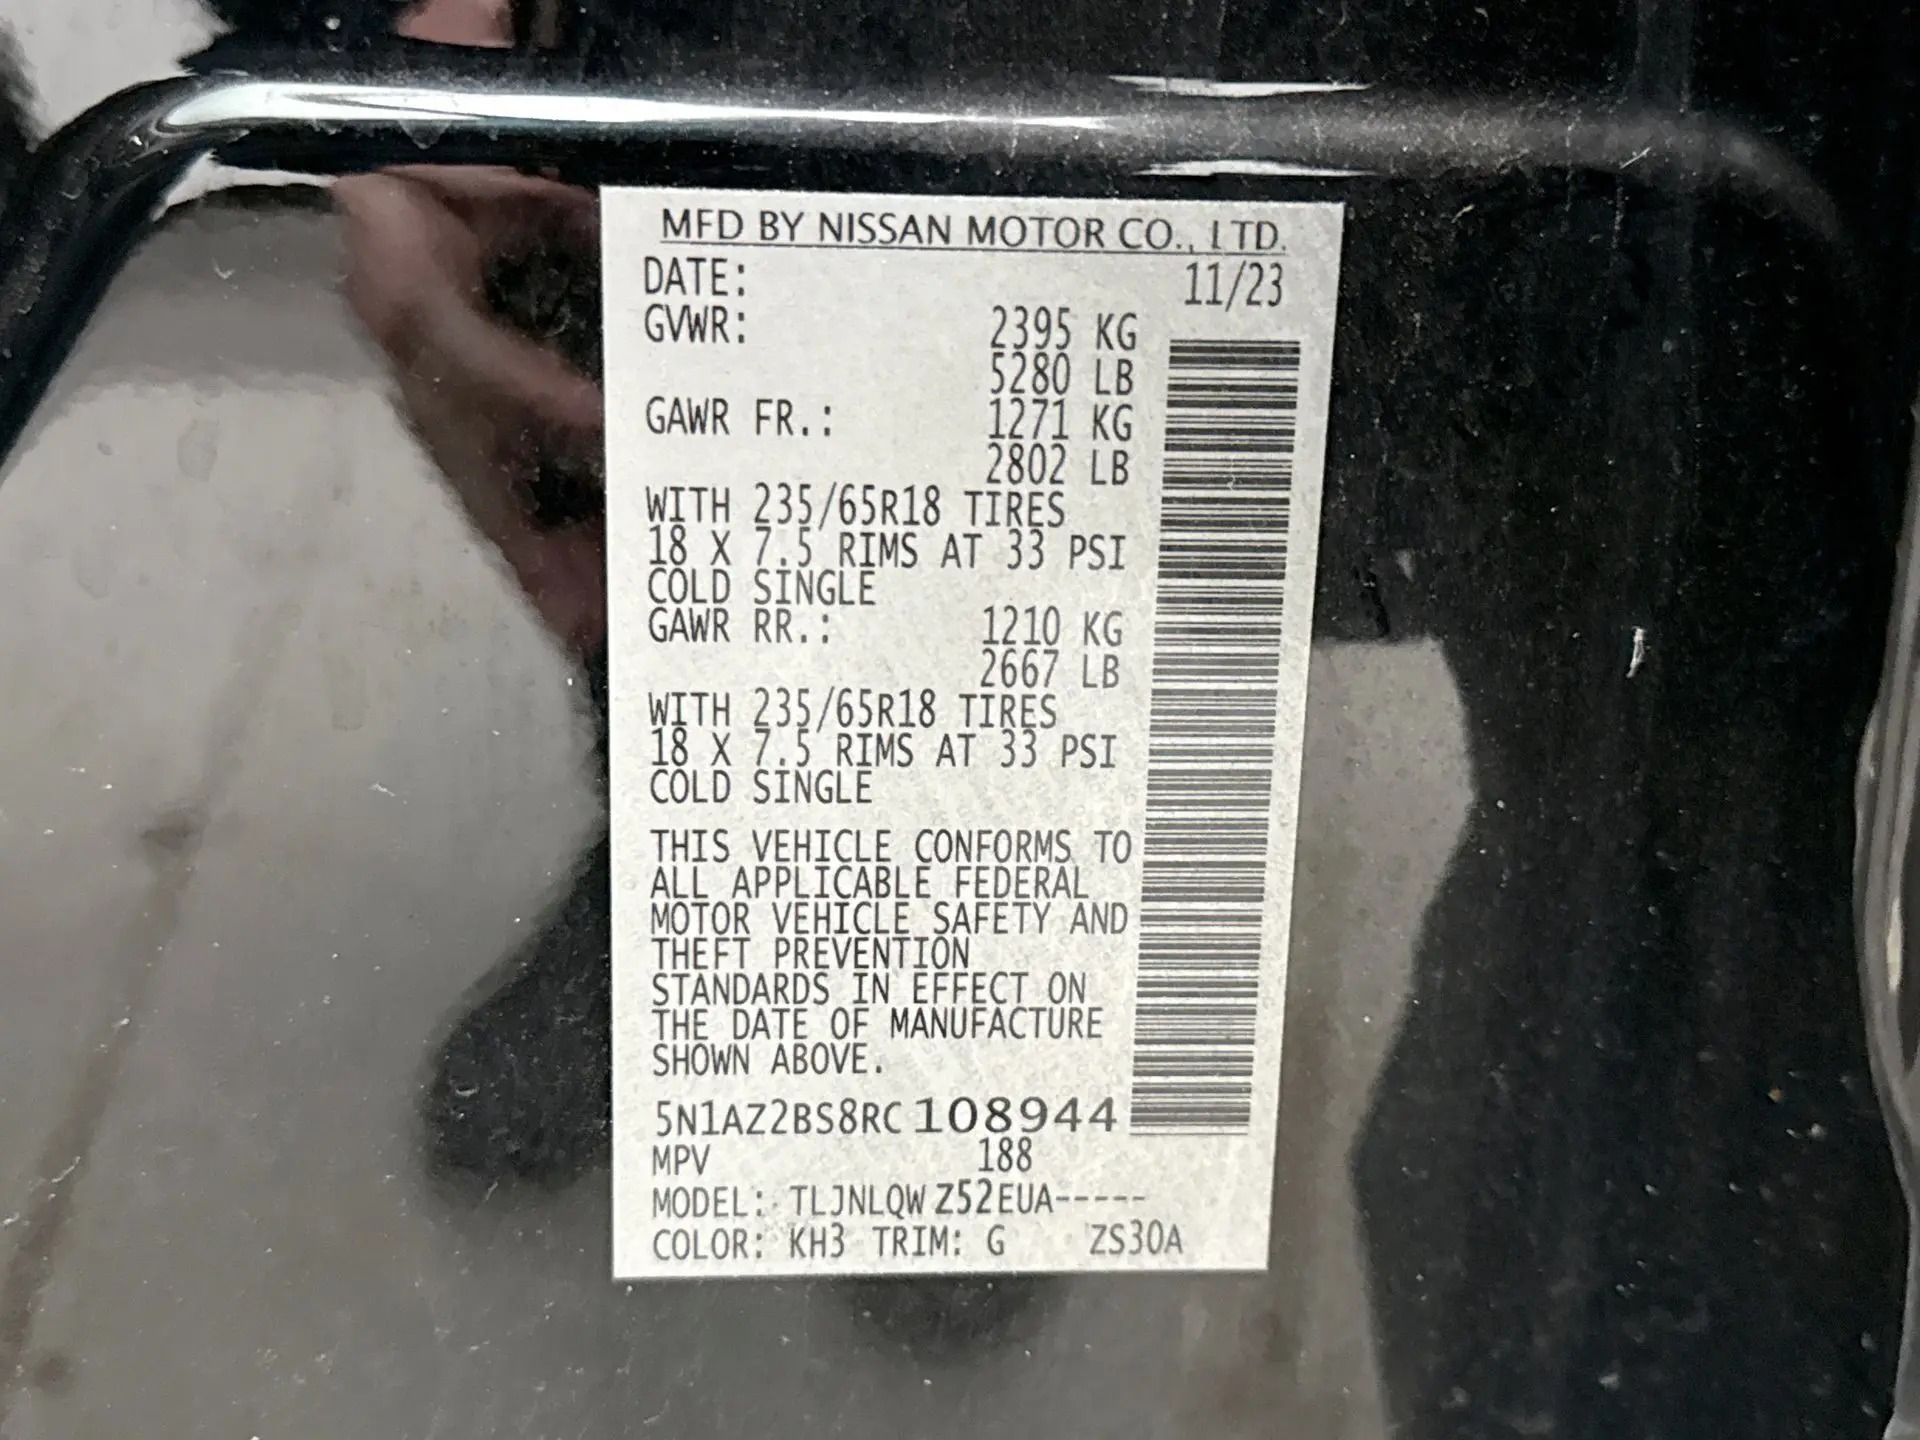 MFD BY NISSAN MOTOR CO., LTD.
DATE: 11/23
GVWR: 2395 KG
5280 LB
GAWR FR.: 1271 KG
2802 LB
WITH 235/65R18 TIRES
18 X 7.5 RIMS AT 33 PSI
COLD SINGLE
GAWR RR.: 1210 KG
2667 LB
WITH 235/65R18 TIRES
18 X 7.5 RIMS AT 33 PSI
COLD SINGLE
THIS VEHICLE CONFORMS TO
ALL APPLICABLE FEDERAL
MOTOR VEHICLE SAFETY AND
THEFT PREVENTION
STANDARDS IN EFFECT ON
THE DATE OF MANUFACTURE
SHOWN ABOVE.
5N1AZ2BS8RC108944
MPV 188
MODEL: TLJNLQWZ52EUA-----
COLOR: KH3 TRIM: G ZS30A